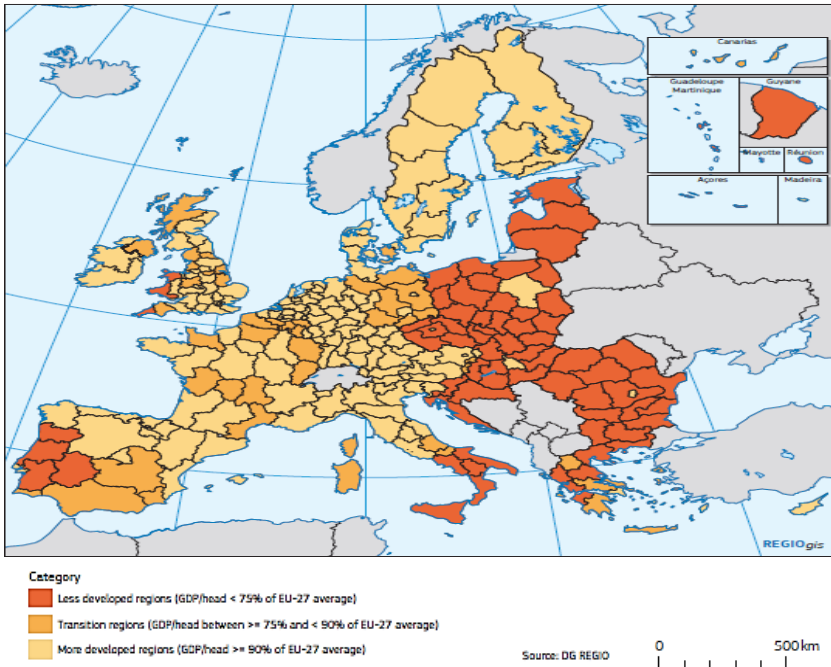 Canarias
Guadeloupe
Martinique
Guyane
Mayotte
Réunion
Açores
Madeira
REGIOgis
Category
Less developed regions (GDP/head < 75% of EU-27 average)
Transition regions (GDP/head between >= 75% and < 90% of EU-27 average)
More developed regions (GDP/head >= 90% of EU-27 average)
Source: DG REGIO
0 500 km